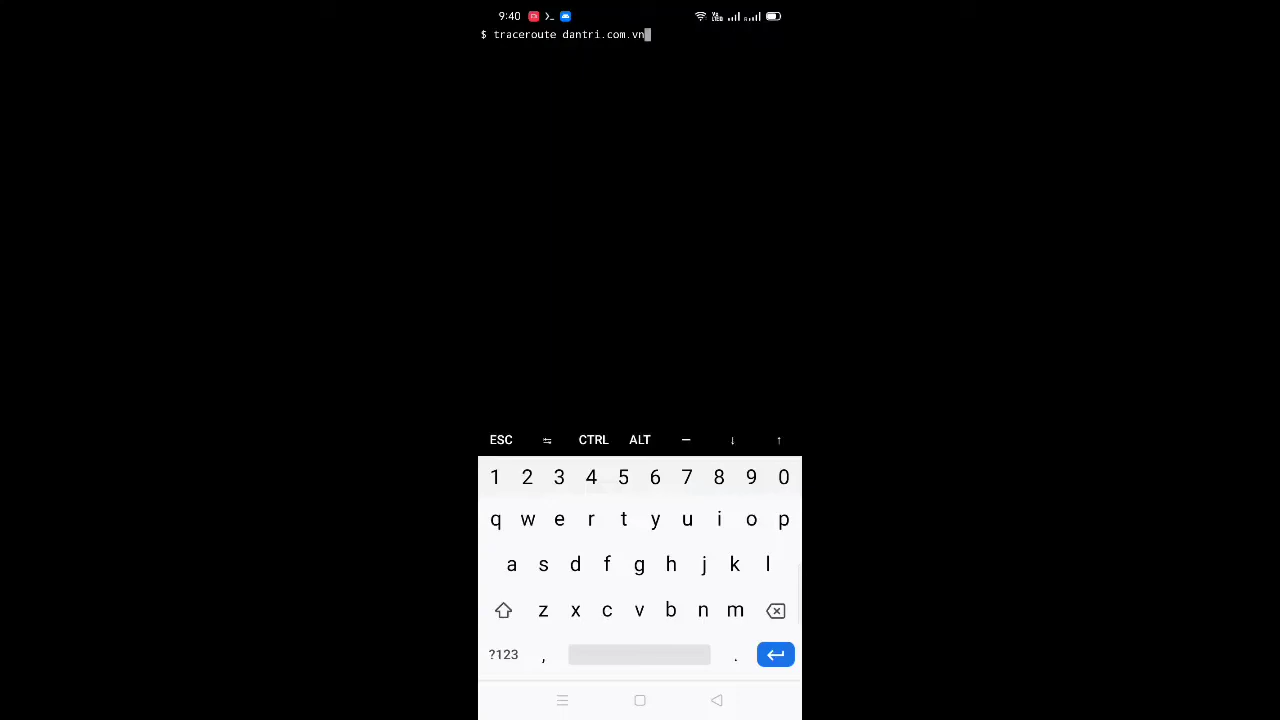 9:40
$ traceroute dantri.com.vn
ESC CTRL ALT
1 2 3 4 5 6 7 8 9 0
q w e r t y u i o p
a s d f g h j k l
z x c v b n m
?123 , .